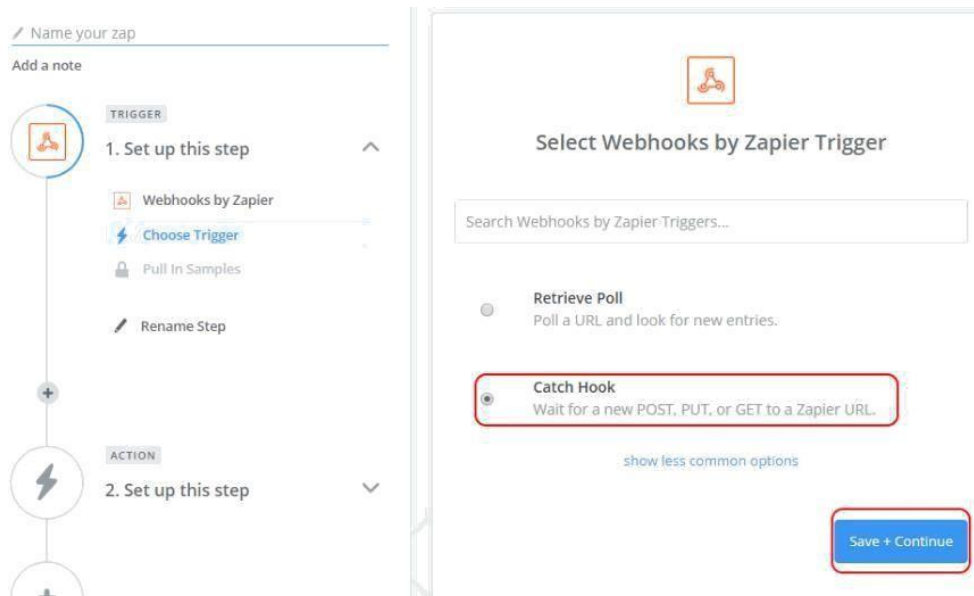 Name your zap
Add a note
TRIGGER
1. Set up this step
Webhooks by Zapier
Choose Trigger
Pull In Samples
Rename Step
ACTION
2. Set up this step
Select Webhooks by Zapier Trigger
Search Webhooks by Zapier Triggers...
Retrieve Poll
Poll a URL and look for new entries.
Catch Hook
Wait for a new POST, PUT, or GET to a Zapier URL.
show less common options
Save + Continue